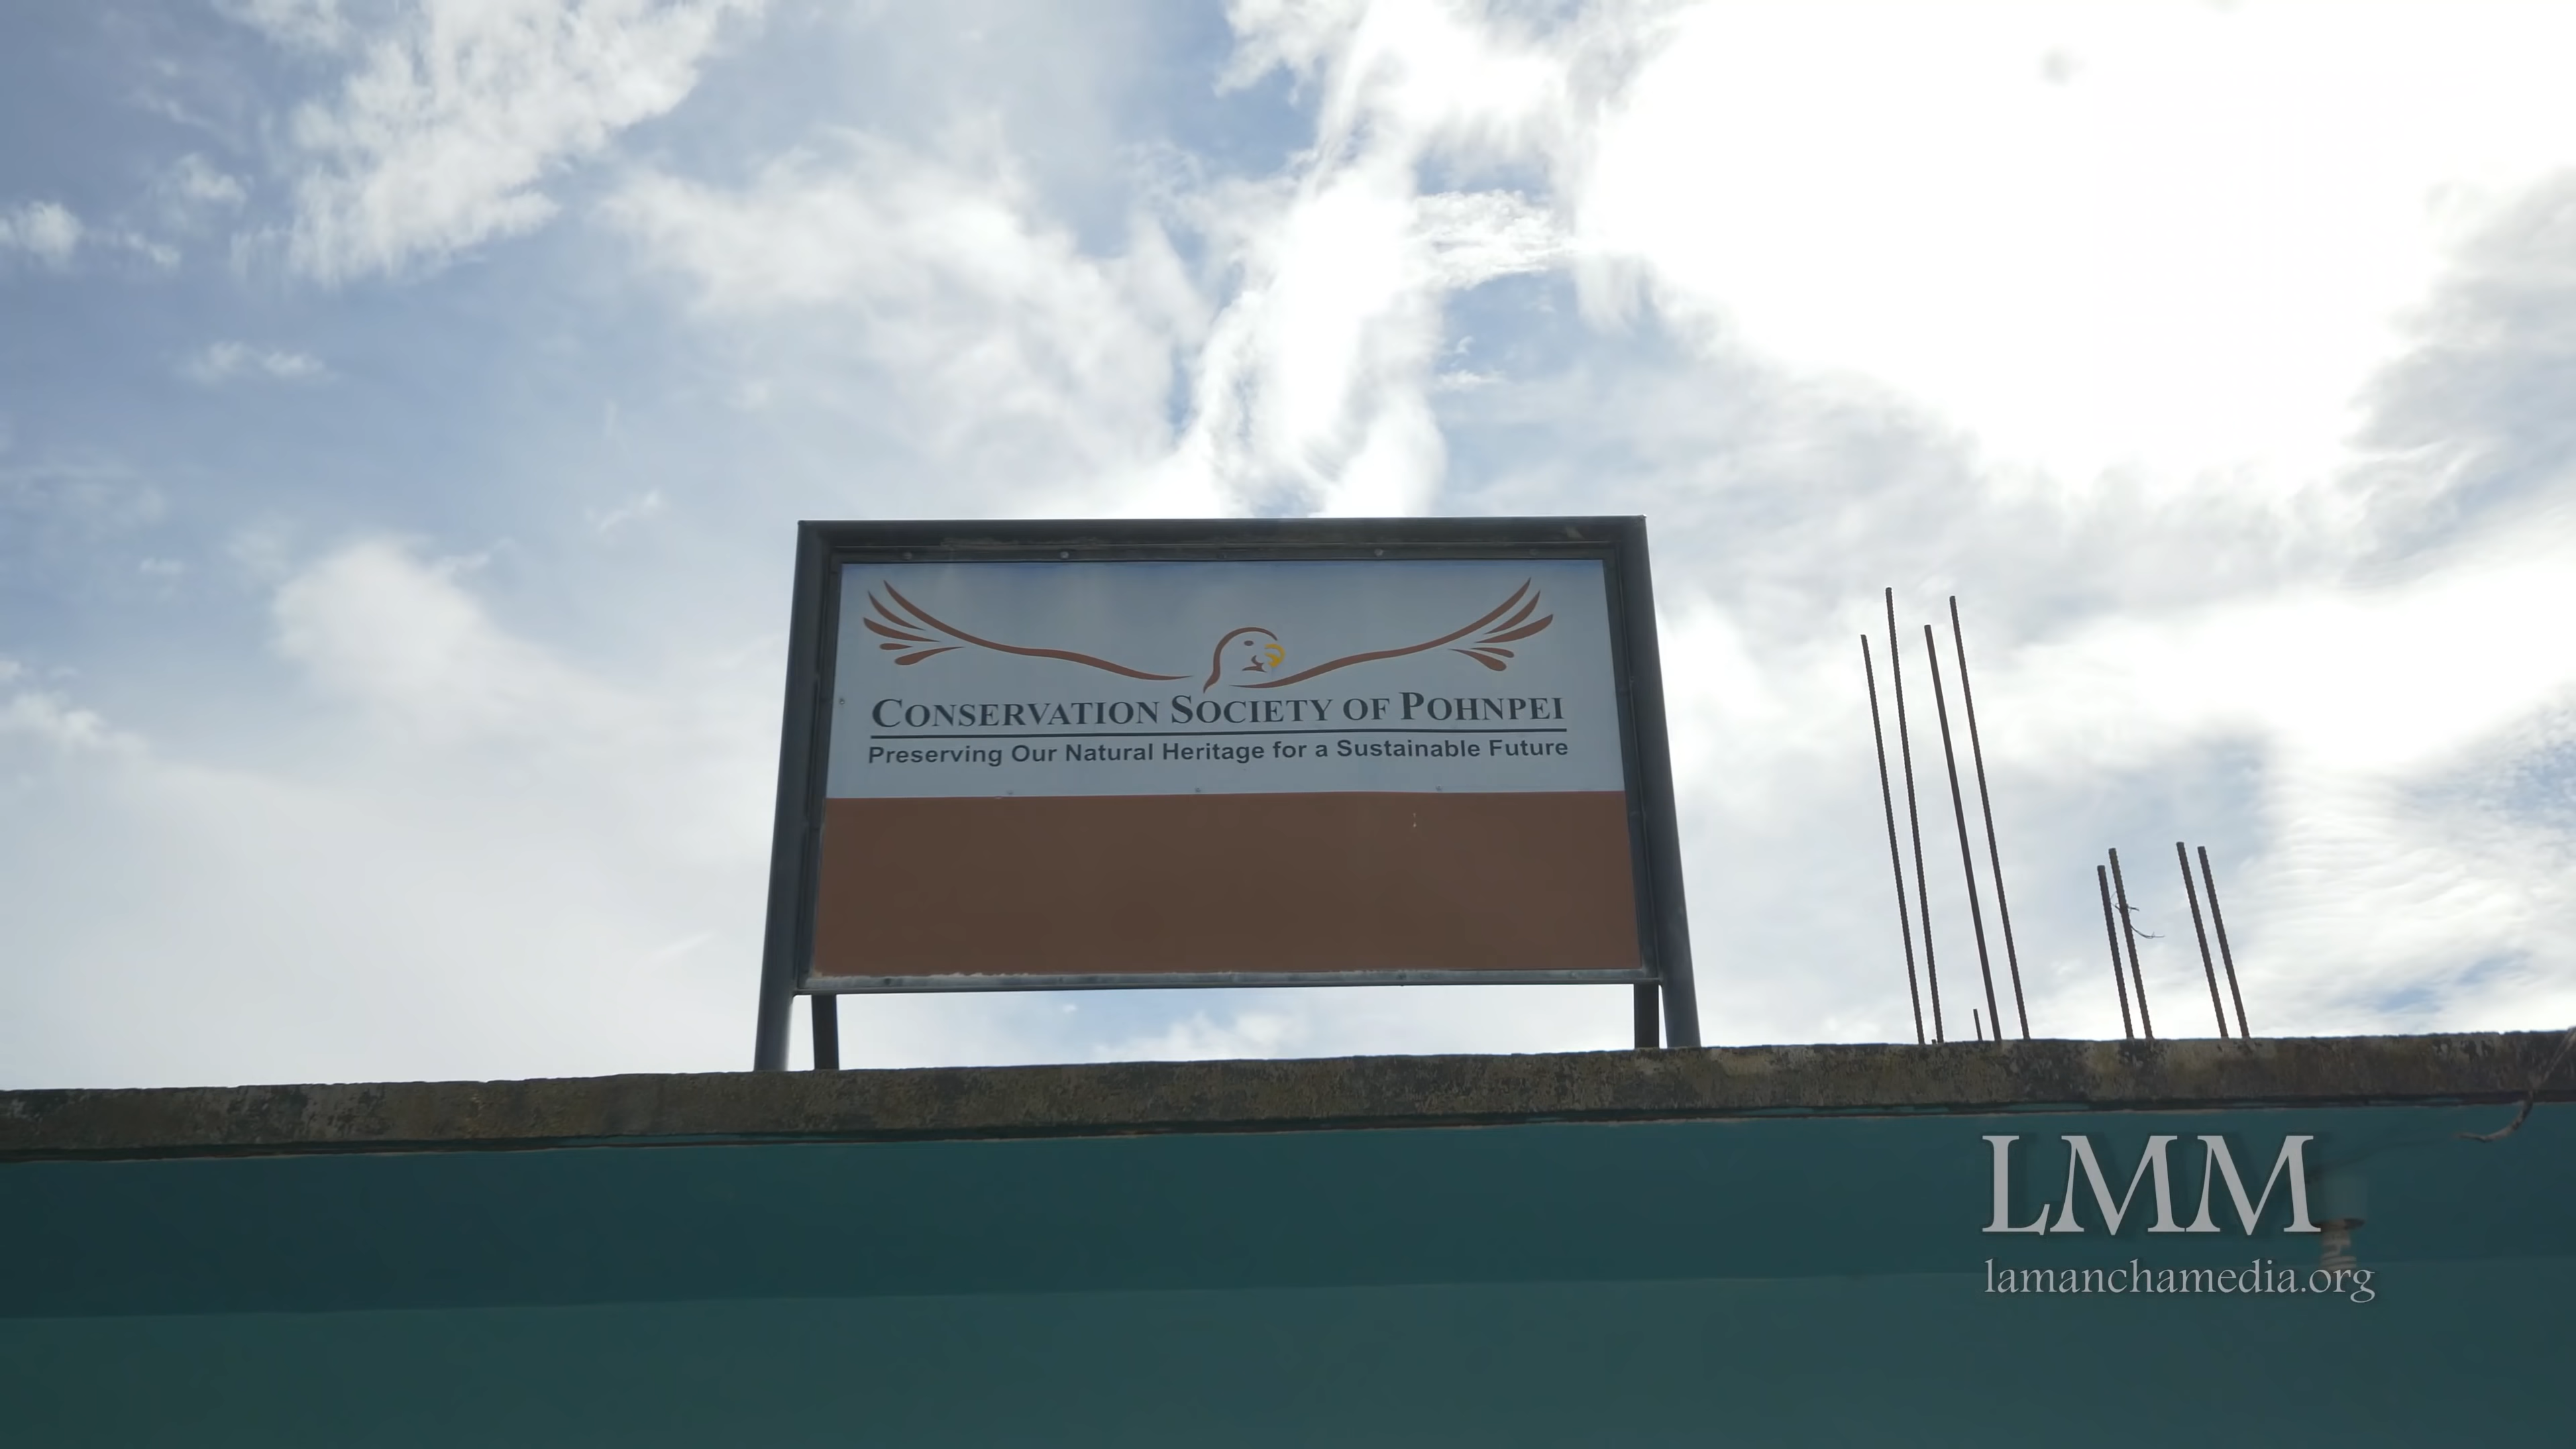 CONSERVATION SOCIETY OF POHNPEI
Preserving Our Natural Heritage for a Sustainable Future
LMM
lamanchamedia.org